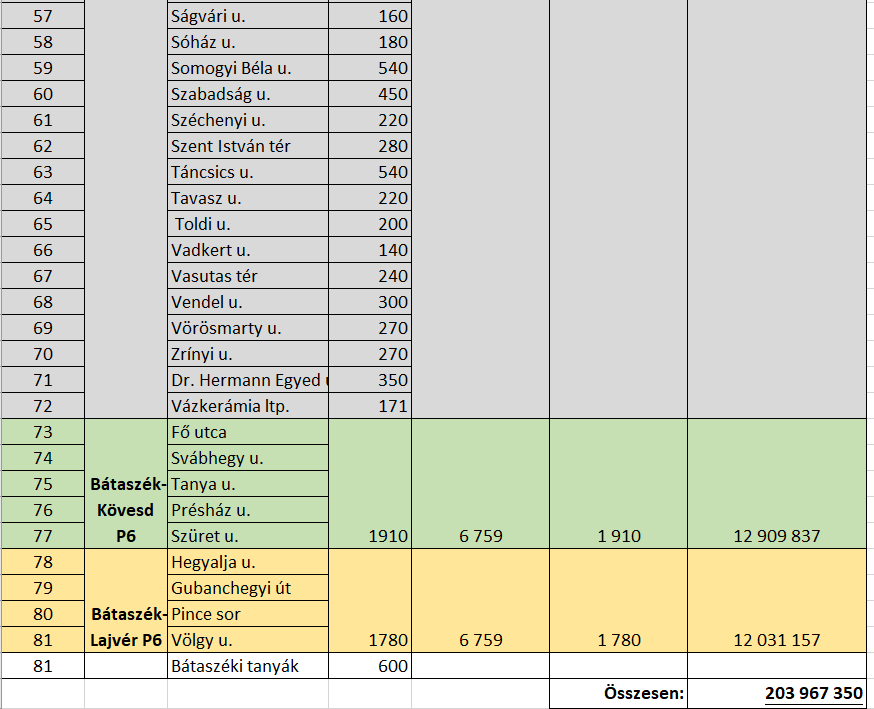 57 Ságvári u. 160
58 Sóház u. 180
59 Somogyi Béla u. 540
60 Szabadság u. 450
61 Széchenyi u. 220
62 Szent István tér 280
63 Táncsics u. 540
64 Tavasz u. 220
65 Toldi u. 200
66 Vadkert u. 140
67 Vasutas tér 240
68 Vendel u. 300
69 Vörösmarty u. 270
70 Zrínyi u. 270
71 Dr. Hermann Egyed 350
72 Vázkerámia ltp. 171
73 Fő utca
74 Svábhegy u.
75 Bátaszék- Tanya u.
76 Kövesd Présház u.
77 P6 Szüret u. 1910 6 759 1 910 12 909 837
78 Hegyalja u.
79 Gubanchegyi út
80 Bátaszék- Pince sor
81 Lajvér P6 Völgy u. 1780 6 759 1 780 12 031 157
81 Bátaszéki tanyák 600
Összesen: 203 967 350